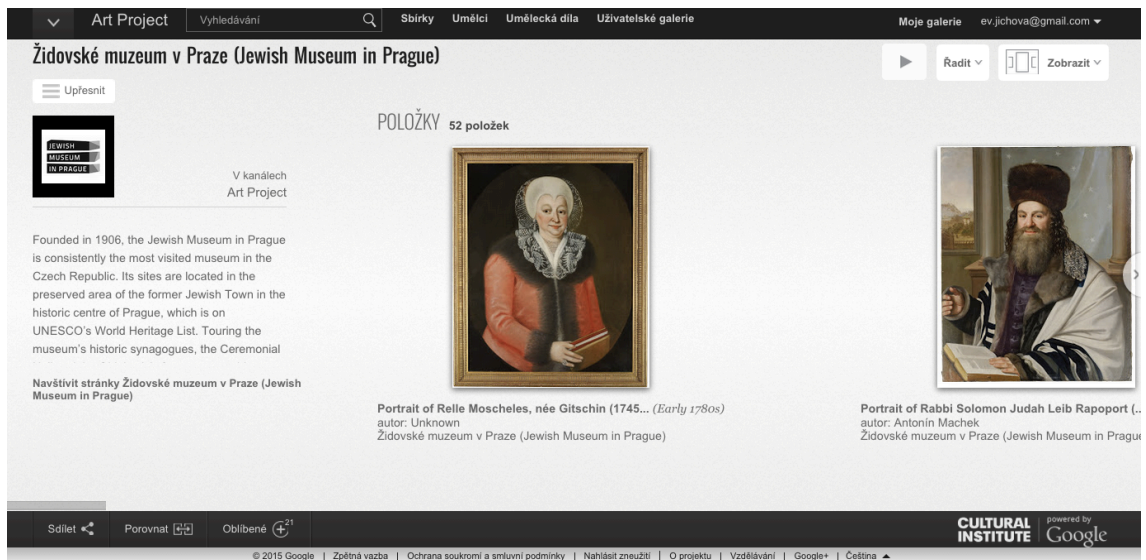 Art Project Vyhledávání Sbírky Umělci Umělecká díla Uživatelské galerie Moje galerie ev.jichova@gmail.com
Židovské muzeum v Praze (Jewish Museum in Prague)
Řadit Zobrazit
Upřesnit
JEWISH
MUSEUM
IN PRAGUE
V kanálech
Art Project
Founded in 1906, the Jewish Museum in Prague
is consistently the most visited museum in the
Czech Republic. Its sites are located in the
preserved area of the former Jewish Town in the
historic centre of Prague, which is on
UNESCO's World Heritage List. Touring the
museum's historic synagogues, the Ceremonial
Navštívit stránky Židovské muzeum v Praze (Jewish
Museum in Prague)
POLOŽKY 52 položek
Portrait of Relle Moscheles, née Gitschin (1745... (Early 1780s)
autor: Unknown
Židovské muzeum v Praze (Jewish Museum in Prague)
Portrait of Rabbi Solomon Judah Leib Rapoport (...
autor: Antonín Machek
Židovské muzeum v Praze (Jewish Museum in Prague
Sdílet Porovnat Oblíbené 21
CULTURAL
INSTITUTE
powered by
Google
© 2015 Google | Zpětná vazba | Ochrana soukromí a smluvní podmínky | Nahlásit zneužití | O projektu | Vzdělávání | Google+ | Čeština